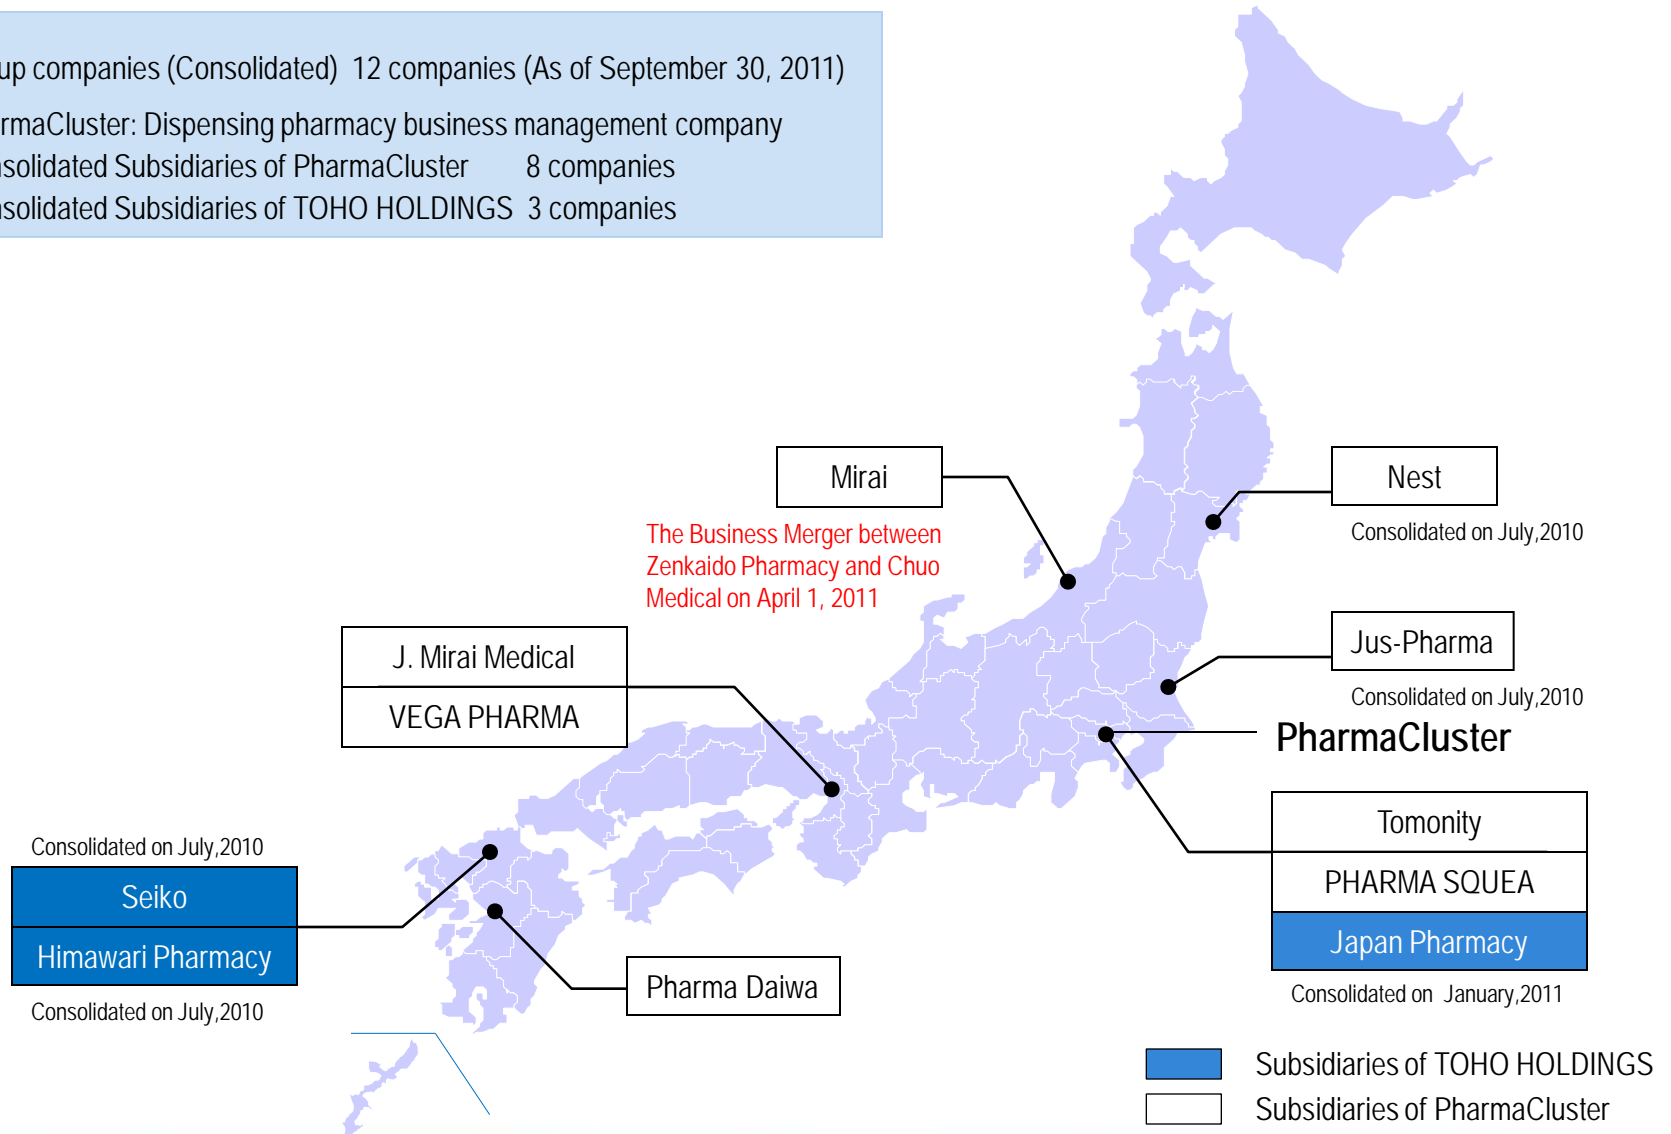 up companies (Consolidated) 12 companies (As of September 30, 2011)
rmaCluster: Dispensing pharmacy business management company
nsolidated Subsidiaries of PharmaCluster 8 companies
nsolidated Subsidiaries of TOHO HOLDINGS 3 companies
Mirai
The Business Merger between
Zenkaido Pharmacy and Chuo
Medical on April 1, 2011
Nest
Consolidated on July,2010
J. Mirai Medical
VEGA PHARMA
Jus-Pharma
Consolidated on July,2010
PharmaCluster
Tomonity
PHARMA SQUEA
Japan Pharmacy
Consolidated on January,2011
Consolidated on July,2010
Seiko
Himawari Pharmacy
Consolidated on July,2010
Pharma Daiwa
Subsidiaries of TOHO HOLDINGS
Subsidiaries of PharmaCluster